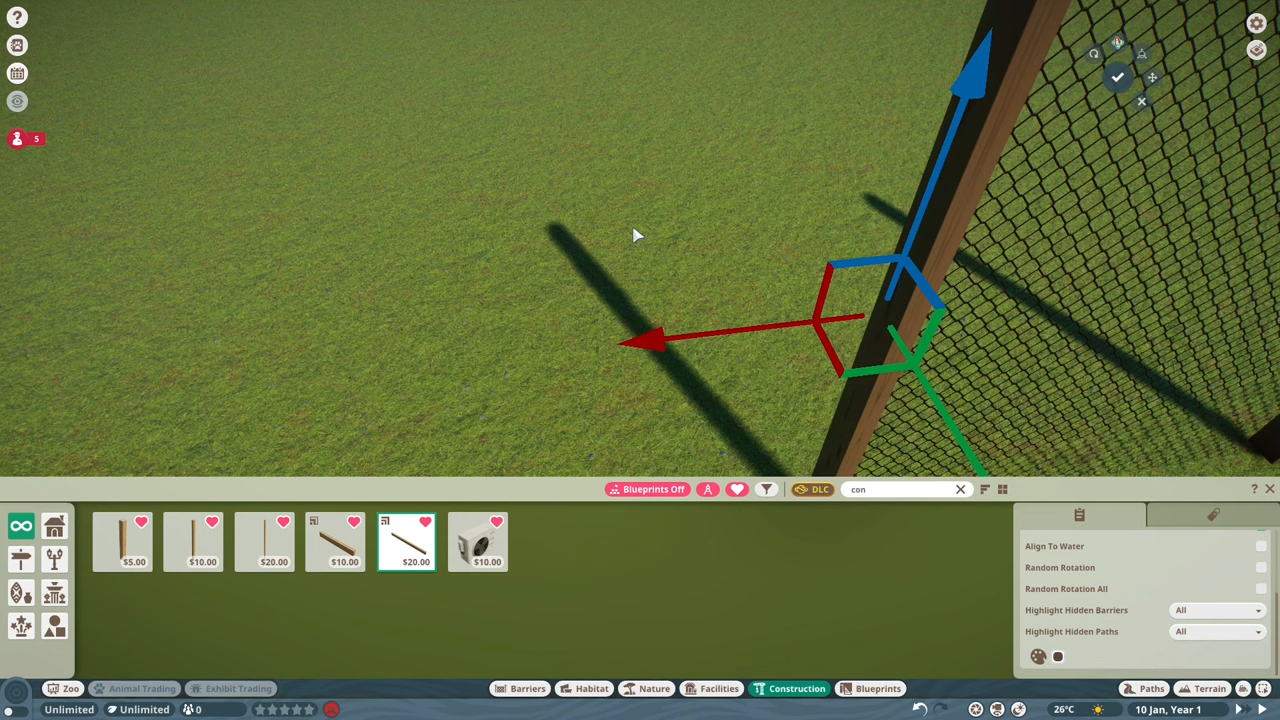 ?
5
Blueprints Off
DLC
con
?
$5.00
$10.00
$20.00
$10.00
$20.00
$10.00
Align To Water
Random Rotation
Random Rotation All
Highlight Hidden Barriers All
Highlight Hidden Paths All
Zoo
Animal Trading
Exhibit Trading
Barriers
Habitat
Nature
Facilities
Construction
Blueprints
Paths
Terrain
Unlimited
Unlimited
0
26°C
10 Jan, Year 1